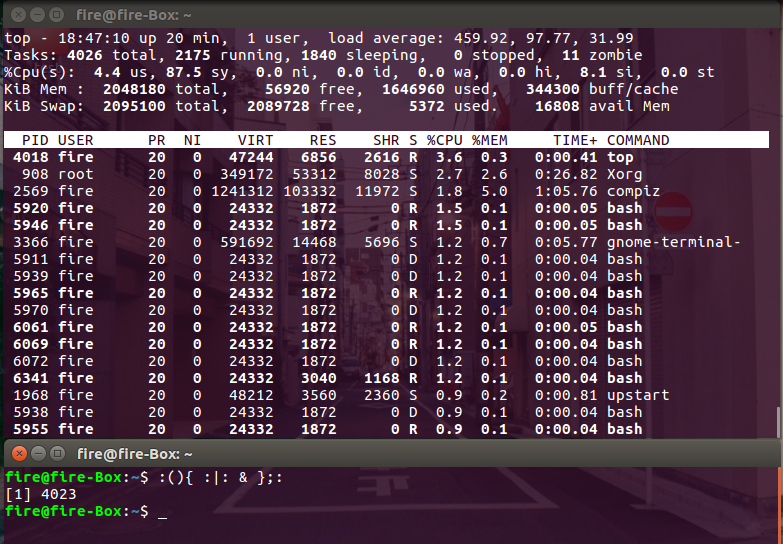 fire@fire-Box: ~
top - 18:47:10 up 20 min,  1 user,  load average: 459.92, 97.77, 31.99
Tasks: 4026 total, 2175 running, 1840 sleeping,   0 stopped,  11 zombie
%Cpu(s):  4.4 us, 87.5 sy,  0.0 ni,  0.0 id,  0.0 wa,  0.0 hi,  8.1 si,  0.0 st
KiB Mem :  2048180 total,    56920 free,  1646960 used,   344300 buff/cache
KiB Swap:  2095100 total,  2089728 free,     5372 used.    16808 avail Mem
  PID USER      PR  NI    VIRT    RES    SHR S %CPU %MEM     TIME+ COMMAND
 4018 fire      20   0   47244   6856   2616 R  3.6  0.3   0:00.41 top
  908 root      20   0  349172  53312   8028 S  2.7  2.6   0:26.82 Xorg
 2569 fire      20   0 1241312 103332  11972 S  1.8  5.0   1:05.76 compiz
 5920 fire      20   0   24332   1872      0 R  1.5  0.1   0:00.05 bash
 5946 fire      20   0   24332   1872      0 R  1.5  0.1   0:00.05 bash
 3366 fire      20   0  591692  14468   5696 S  1.2  0.7   0:05.77 gnome-terminal-
 5911 fire      20   0   24332   1872      0 D  1.2  0.1   0:00.04 bash
 5939 fire      20   0   24332   1872      0 D  1.2  0.1   0:00.04 bash
 5965 fire      20   0   24332   1872      0 R  1.2  0.1   0:00.04 bash
 5970 fire      20   0   24332   1872      0 D  1.2  0.1   0:00.04 bash
 6061 fire      20   0   24332   1872      0 R  1.2  0.1   0:00.05 bash
 6069 fire      20   0   24332   1872      0 R  1.2  0.1   0:00.04 bash
 6072 fire      20   0   24332   1872      0 D  1.2  0.1   0:00.04 bash
 6341 fire      20   0   24332   3040   1168 R  1.2  0.1   0:00.04 bash
 1968 fire      20   0   48212   3560   2360 S  0.9  0.2   0:00.81 upstart
 5938 fire      20   0   24332   1872      0 D  0.9  0.1   0:00.04 bash
 5955 fire      20   0   24332   1872      0 R  0.9  0.1   0:00.04 bash
fire@fire-Box: ~
fire@fire-Box:~$ :(){ :|: & };:
[1] 4023
fire@fire-Box:~$ _